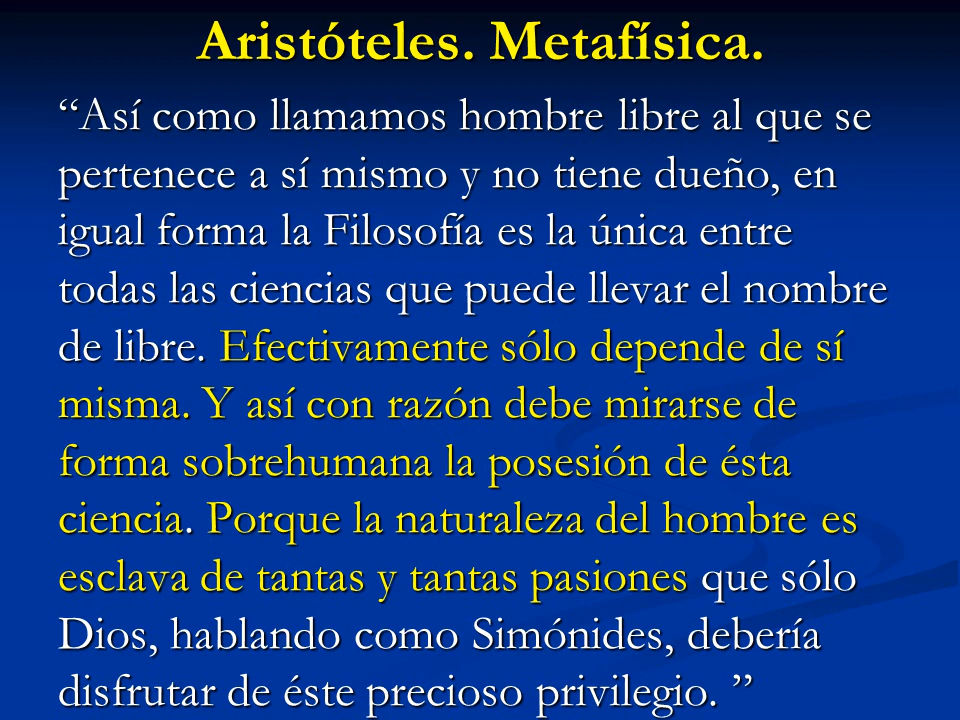 Aristóteles. Metafísica.
“Así como llamamos hombre libre al que se
pertenece a sí mismo y no tiene dueño, en
igual forma la Filosofía es la única entre
todas las ciencias que puede llevar el nombre
de libre. Efectivamente sólo depende de sí
misma. Y así con razón debe mirarse de
forma sobrehumana la posesión de ésta
ciencia. Porque la naturaleza del hombre es
esclava de tantas y tantas pasiones que sólo
Dios, hablando como Simónides, debería
disfrutar de éste precioso privilegio. ”